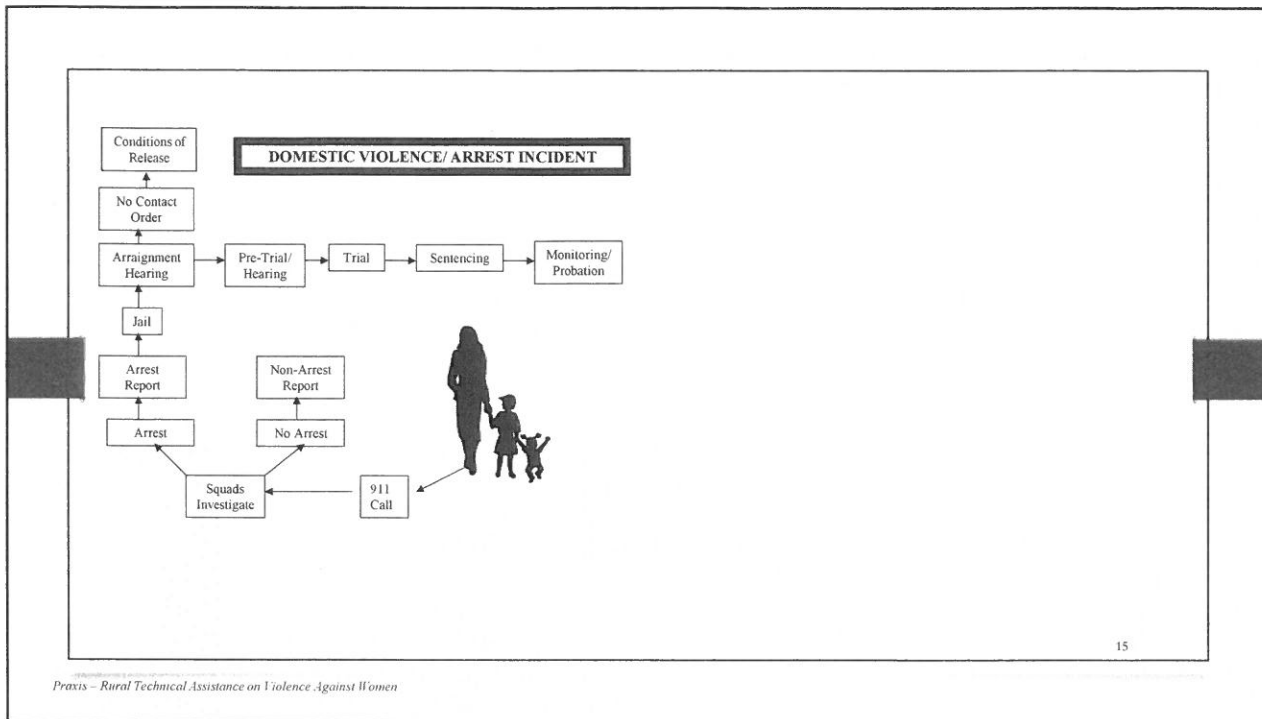 Conditions of
Release
DOMESTIC VIOLENCE/ ARREST INCIDENT
No Contact
Order
Arraignment
Hearing
Pre-Trial/
Hearing
Trial
Sentencing
Monitoring/
Probation
Jail
Arrest
Report
Non-Arrest
Report
Arrest
No Arrest
Squads
Investigate
911
Call
15
Praxis – Rural Technical Assistance on Violence Against Women